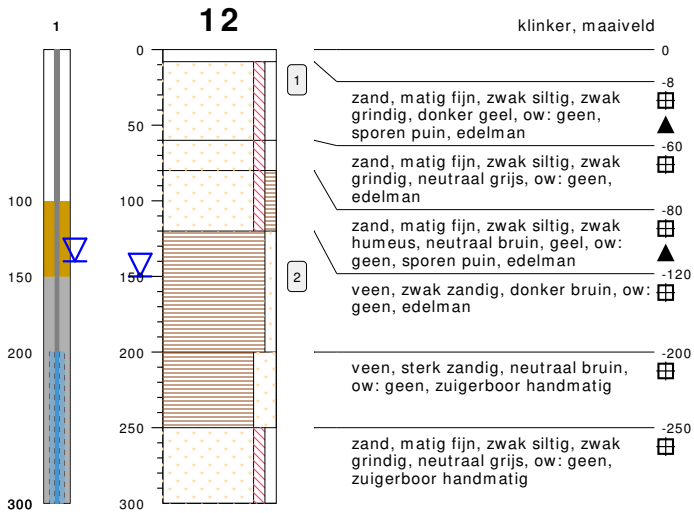 1
12
klinker, maaiveld
0
0
-8
1
zand, matig fijn, zwak siltig, zwak
grindig, donker geel, ow: geen,
sporen puin, edelman
50
-60
zand, matig fijn, zwak siltig, zwak
grindig, neutraal grijs, ow: geen,
edelman
100
100
-80
zand, matig fijn, zwak siltig, zwak
humeus, neutraal bruin, geel, ow:
geen, sporen puin, edelman
150
150
2
-120
veen, zwak zandig, donker bruin, ow:
geen, edelman
200
200
-200
veen, sterk zandig, neutraal bruin,
ow: geen, zuigerboor handmatig
250
250
-250
zand, matig fijn, zwak siltig, zwak
grindig, neutraal grijs, ow: geen,
zuigerboor handmatig
300
300